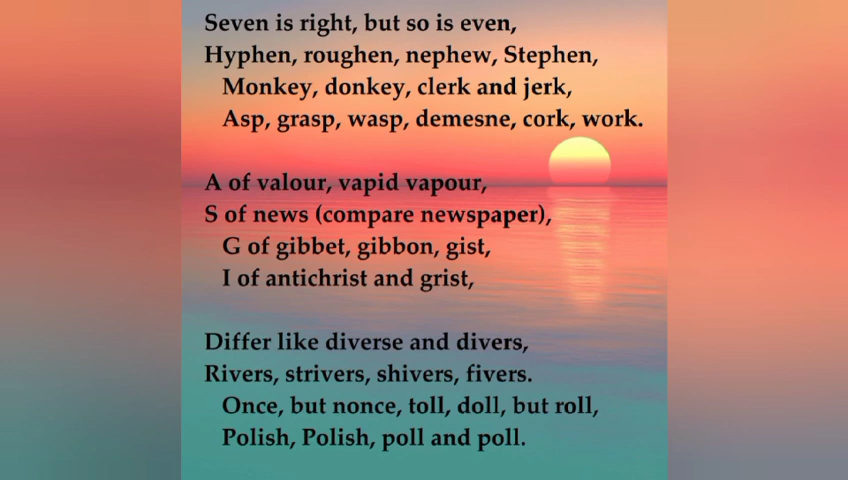 Seven is right, but so is even,
Hyphen, roughen, nephew, Stephen,
Monkey, donkey, clerk and jerk,
Asp, grasp, wasp, demesne, cork, work.
A of valour, vapid vapour,
S of news (compare newspaper),
G of gibbet, gibbon, gist,
I of antichrist and grist,
Differ like diverse and divers,
Rivers, strivers, shivers, fivers.
Once, but nonce, toll, doll, but roll,
Polish, Polish, poll and poll.